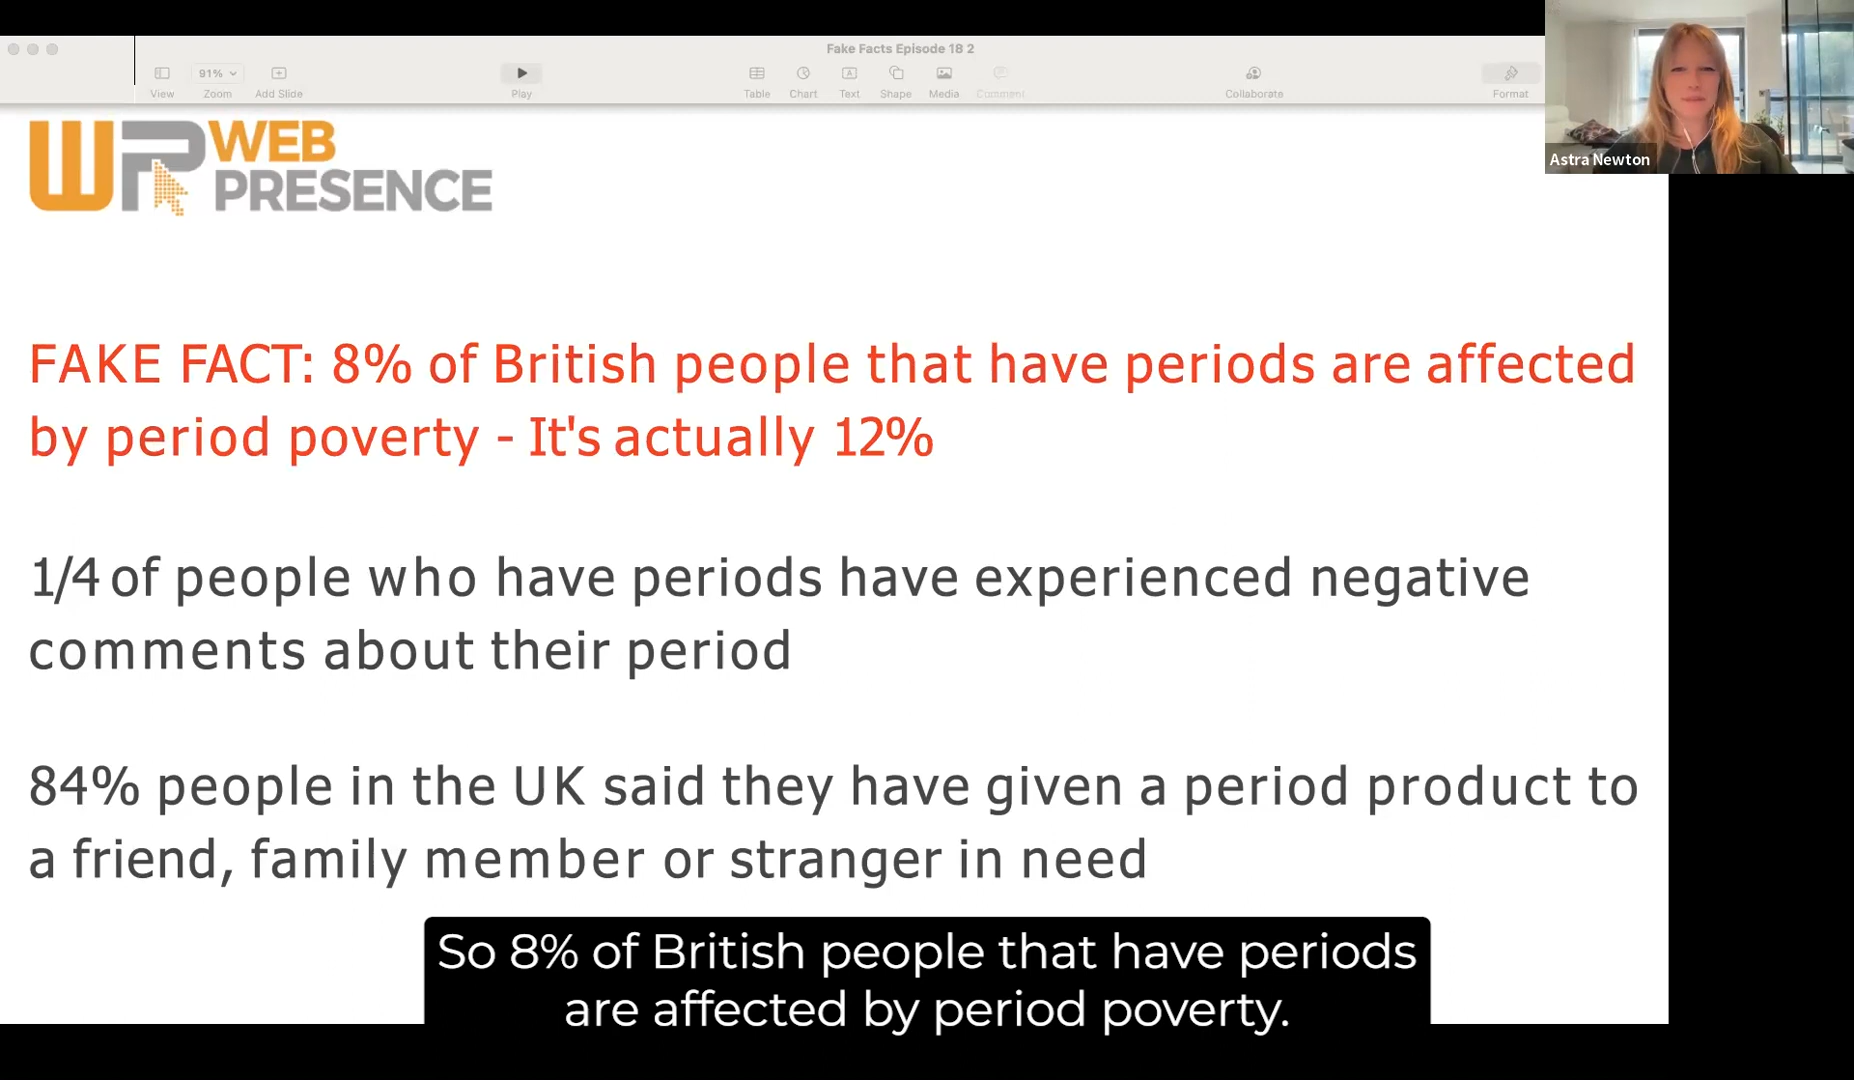 Fake Facts Episode 18 2
91%
View
Zoom
Add Slide
Play
Table
Chart
Text
Shape
Media
Comment
Collaborate
Format
Astra Newton
WP WEB
PRESENCE
FAKE FACT: 8% of British people that have periods are affected
by period poverty - It's actually 12%
1/4 of people who have periods have experienced negative
comments about their period
84% people in the UK said they have given a period product to
a friend, family member or stranger in need
So 8% of British people that have periods
are affected by period poverty.